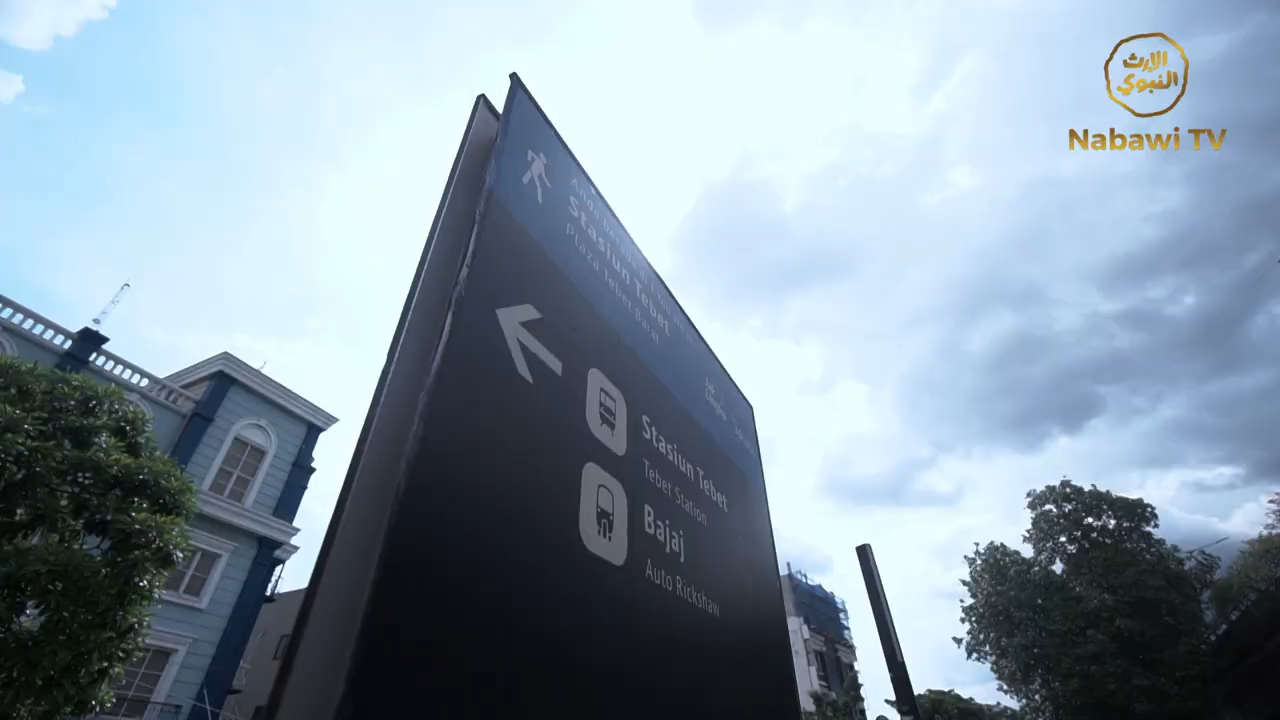 الإرث
النبوي
Nabawi TV
Stasiun Tebet
Plaza Tebet Barat
Stasiun Tebet
Tebet Station
Bajaj
Auto Rickshaw